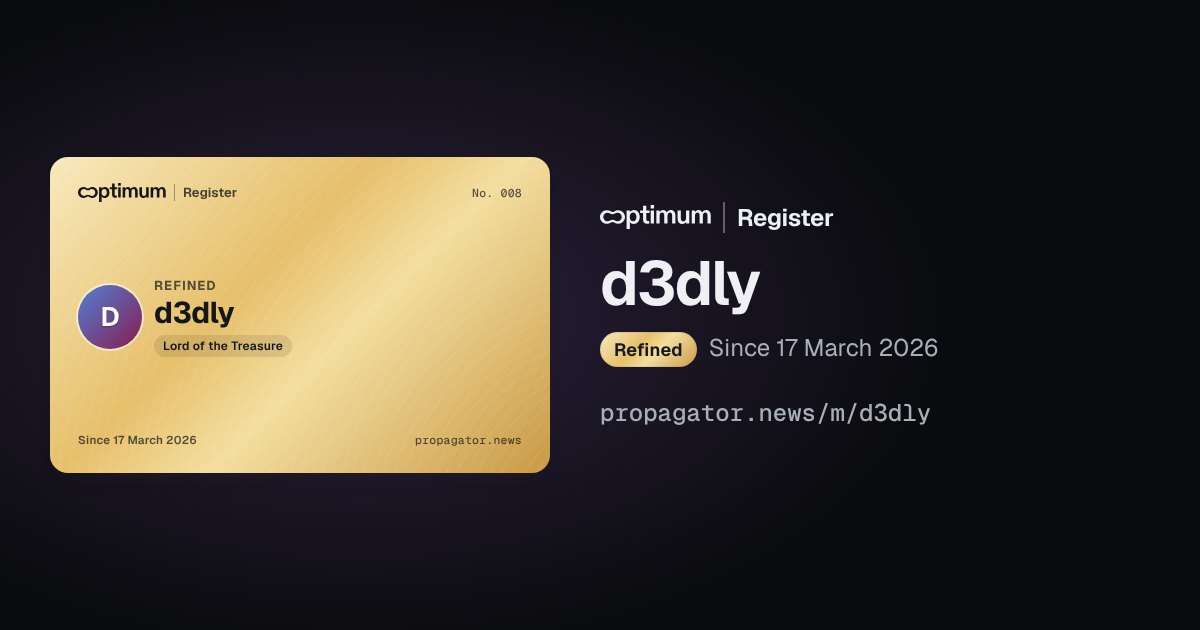 optimum | Register
No. 008
D
REFINED
d3dly
Lord of the Treasure
Since 17 March 2026
propagator.news
optimum | Register
d3dly
Refined
Since 17 March 2026
propagator.news/m/d3dly